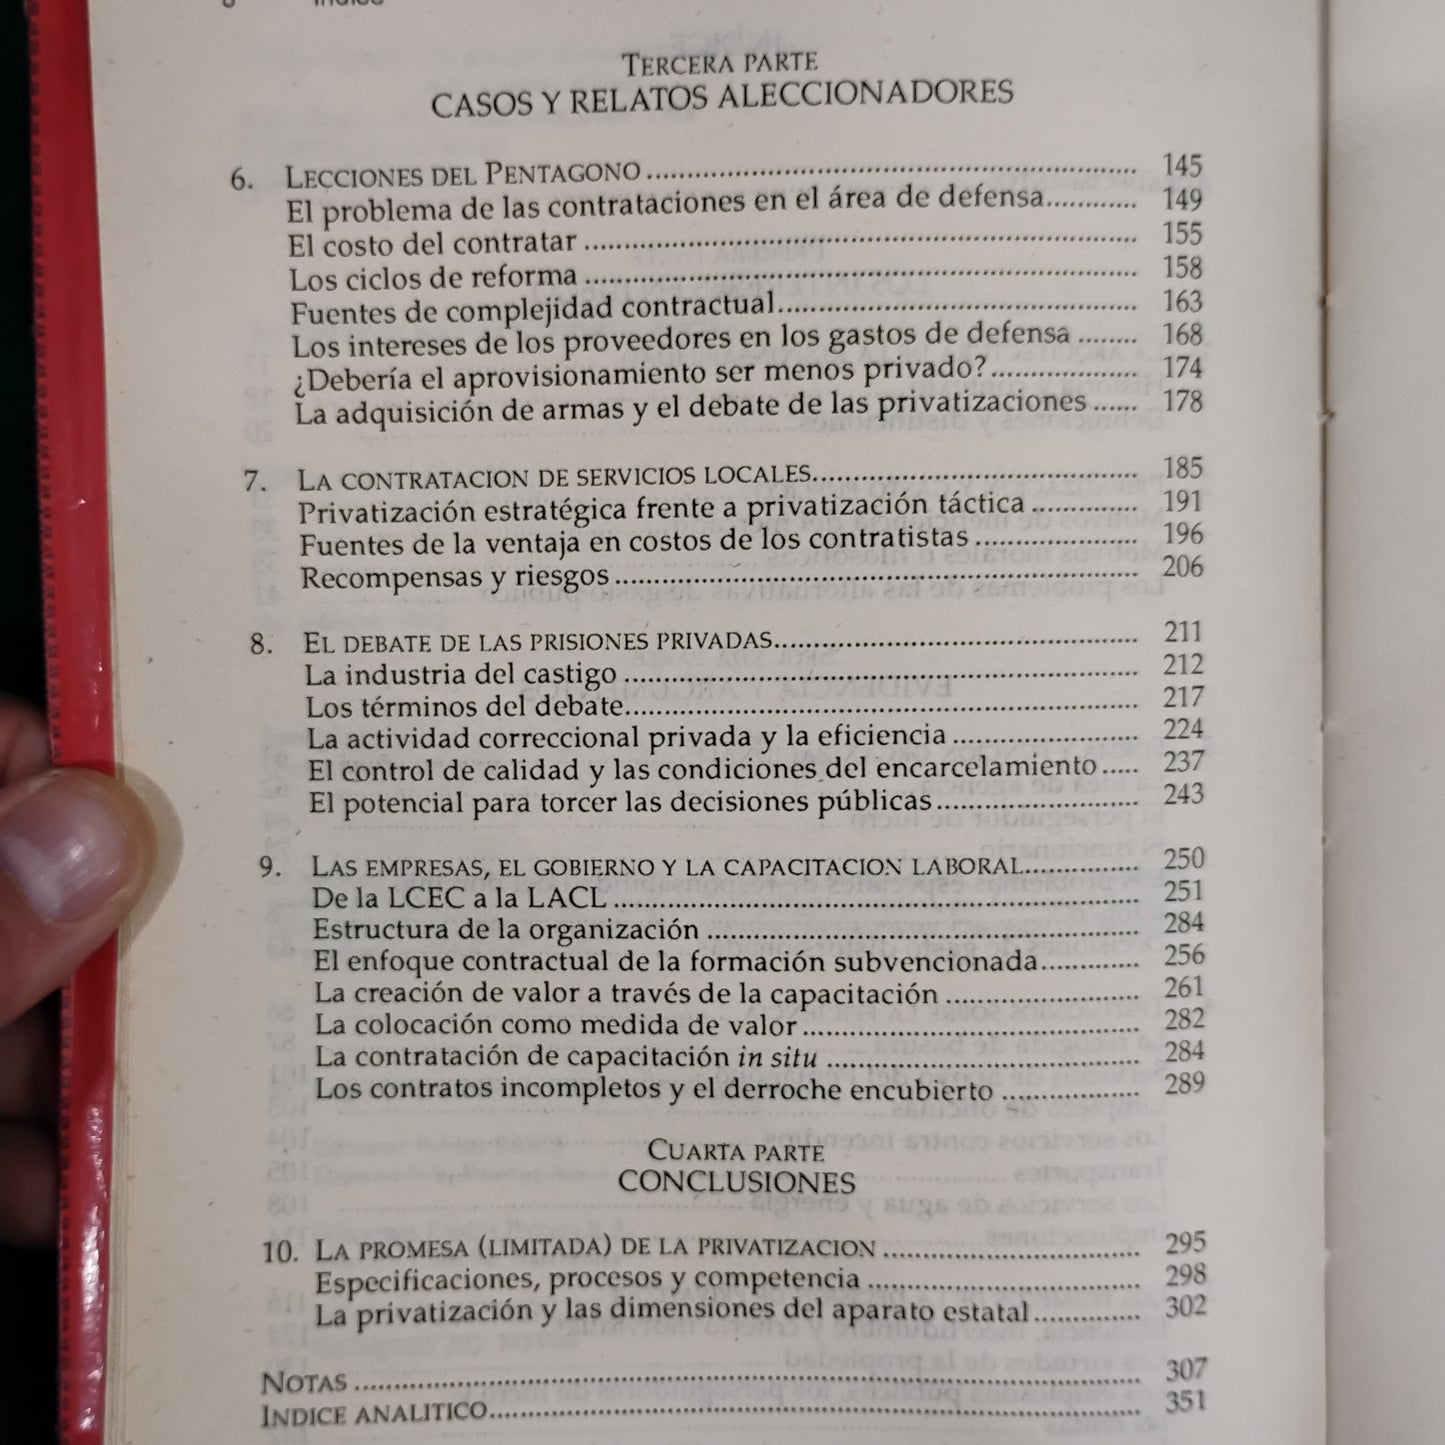 8 Indice
TERCERA PARTE
CASOS Y RELATOS ALECCIONADORES
6. LECCIONES DEL PENTAGONO 145
El problema de las contrataciones en el área de defensa 149
El costo del contratar 155
Los ciclos de reforma 158
Fuentes de complejidad contractual 163
Los intereses de los proveedores en los gastos de defensa 168
¿Debería el aprovisionamiento ser menos privado? 174
La adquisición de armas y el debate de las privatizaciones 178
7. LA CONTRATACION DE SERVICIOS LOCALES 185
Privatización estratégica frente a privatización táctica 191
Fuentes de la ventaja en costos de los contratistas 196
Recompensas y riesgos 206
8. EL DEBATE DE LAS PRISIONES PRIVADAS 211
La industria del castigo 212
Los términos del debate 217
La actividad correccional privada y la eficiencia 224
El control de calidad y las condiciones del encarcelamiento 237
El potencial para torcer las decisiones públicas 243
9. LAS EMPRESAS, EL GOBIERNO Y LA CAPACITACION LABORAL 250
De la LCEC a la LACL 251
Estructura de la organización 284
El enfoque contractual de la formación subvencionada 256
La creación de valor a través de la capacitación 261
La colocación como medida de valor 282
La contratación de capacitación in situ 284
Los contratos incompletos y el derroche encubierto 289
CUARTA PARTE
CONCLUSIONES
10. LA PROMESA (LIMITADA) DE LA PRIVATIZACION 295
Especificaciones, procesos y competencia 298
La privatización y las dimensiones del aparato estatal 302
NOTAS 307
INDICE ANALITICO 351